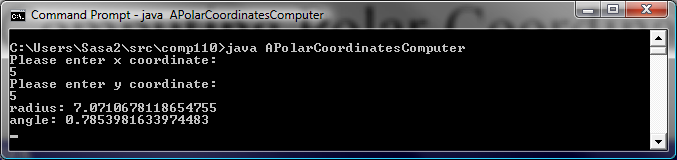 Command Prompt - java APolarCoordinatesComputer
C:\Users\Sasa2\src\comp110>java APolarCoordinatesComputer
Please enter x coordinate:
5
Please enter y coordinate:
5
radius: 7.0710678118654755
angle: 0.7853981633974483